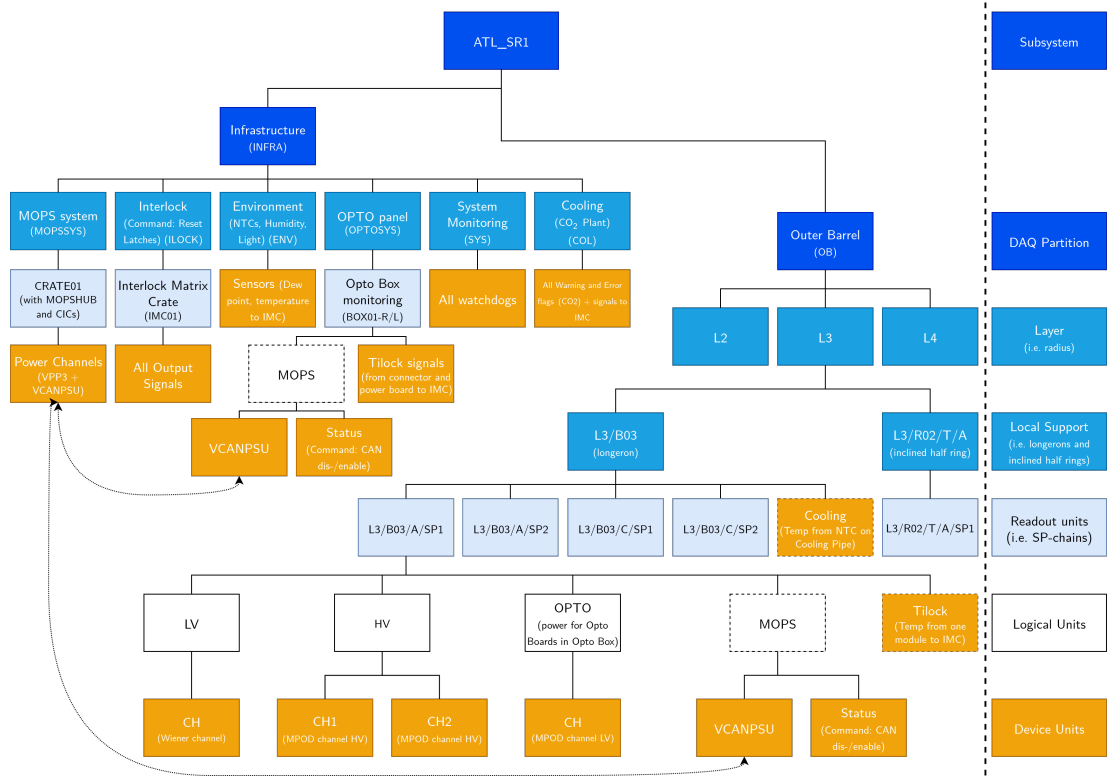 ATL_SR1
Subsystem
Infrastructure
(INFRA)
MOPS system
(MOPSSYS)
Interlock
(Command: Reset
Latches) (ILOCK)
Environment
(NTCs, Humidity,
Light) (ENV)
OPTO panel
(OPTOSYS)
System
Monitoring
(SYS)
Cooling
(CO2 Plant)
(COL)
Outer Barrel
(OB)
DAQ Partition
CRATE01
(with MOPSHUB
and CICs)
Interlock Matrix
Crate
(IMC01)
Sensors (Dew
point, temperature
to IMC)
Opto Box
monitoring
(BOX01-R/L)
All watchdogs
All Warning and Error
flags (CO2) + signals to
IMC
L2
L3
L4
Layer
(i.e. radius)
Power Channels
(VPP3 +
VCANPSU)
All Output
Signals
MOPS
Tilock signals
(from connector and
power board to IMC)
VCANPSU
Status
(Command: CAN
dis-/enable)
L3/B03
(longeron)
L3/R02/T/A
(inclined half ring)
Local Support
(i.e. longerons and
inclined half rings)
L3/B03/A/SP1
L3/B03/A/SP2
L3/B03/C/SP1
L3/B03/C/SP2
Cooling
(Temp from NTC on
Cooling Pipe)
L3/R02/T/A/SP1
Readout units
(i.e. SP-chains)
LV
HV
OPTO
(power for Opto
Boards in Opto Box)
MOPS
Tilock
(Temp from one
module to IMC)
Logical Units
CH
(Wiener channel)
CH1
(MPOD channel HV)
CH2
(MPOD channel HV)
CH
(MPOD channel LV)
VCANPSU
Status
(Command: CAN
dis-/enable)
Device Units